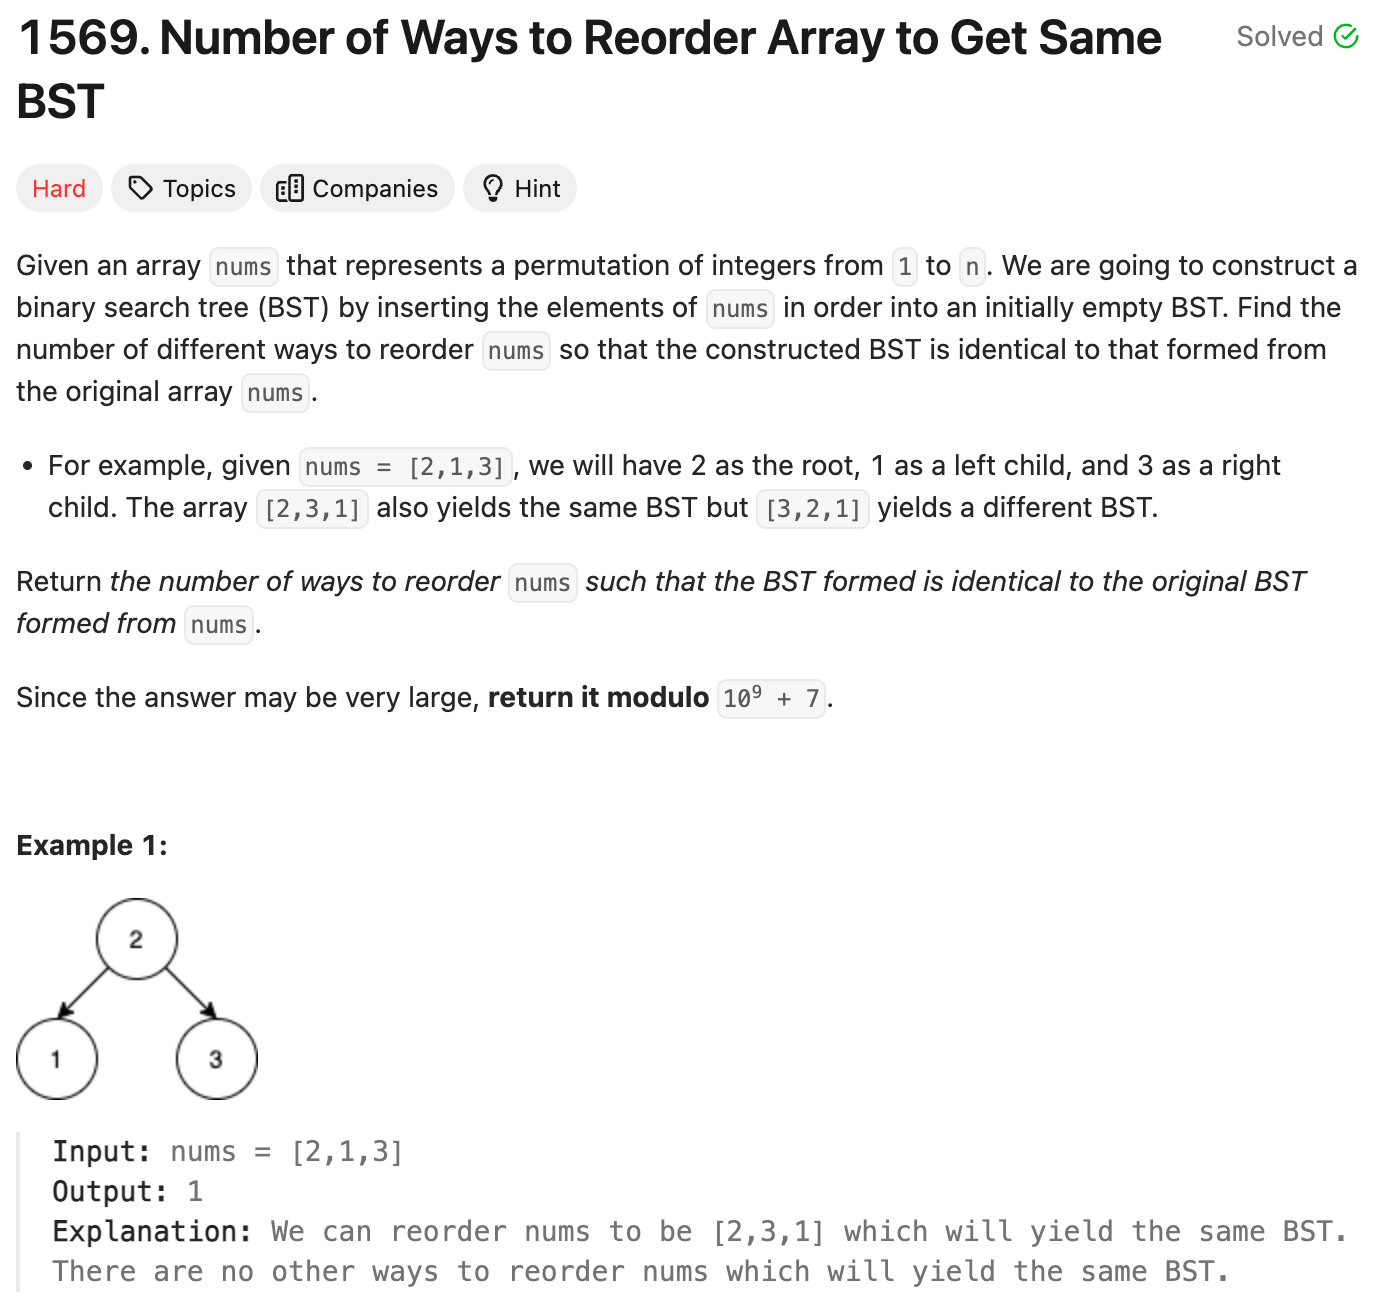 1569. Number of Ways to Reorder Array to Get Same
Solved
BST
Hard Topics Companies Hint
Given an array nums that represents a permutation of integers from 1 to n. We are going to construct a
binary search tree (BST) by inserting the elements of nums in order into an initially empty BST. Find the
number of different ways to reorder nums so that the constructed BST is identical to that formed from
the original array nums.
• For example, given nums = [2,1,3], we will have 2 as the root, 1 as a left child, and 3 as a right
child. The array [2,3,1] also yields the same BST but [3,2,1] yields a different BST.
Return the number of ways to reorder nums such that the BST formed is identical to the original BST
formed from nums.
Since the answer may be very large, return it modulo 10⁹ + 7.
Example 1:
2
1 3
Input: nums = [2,1,3]
Output: 1
Explanation: We can reorder nums to be [2,3,1] which will yield the same BST.
There are no other ways to reorder nums which will yield the same BST.